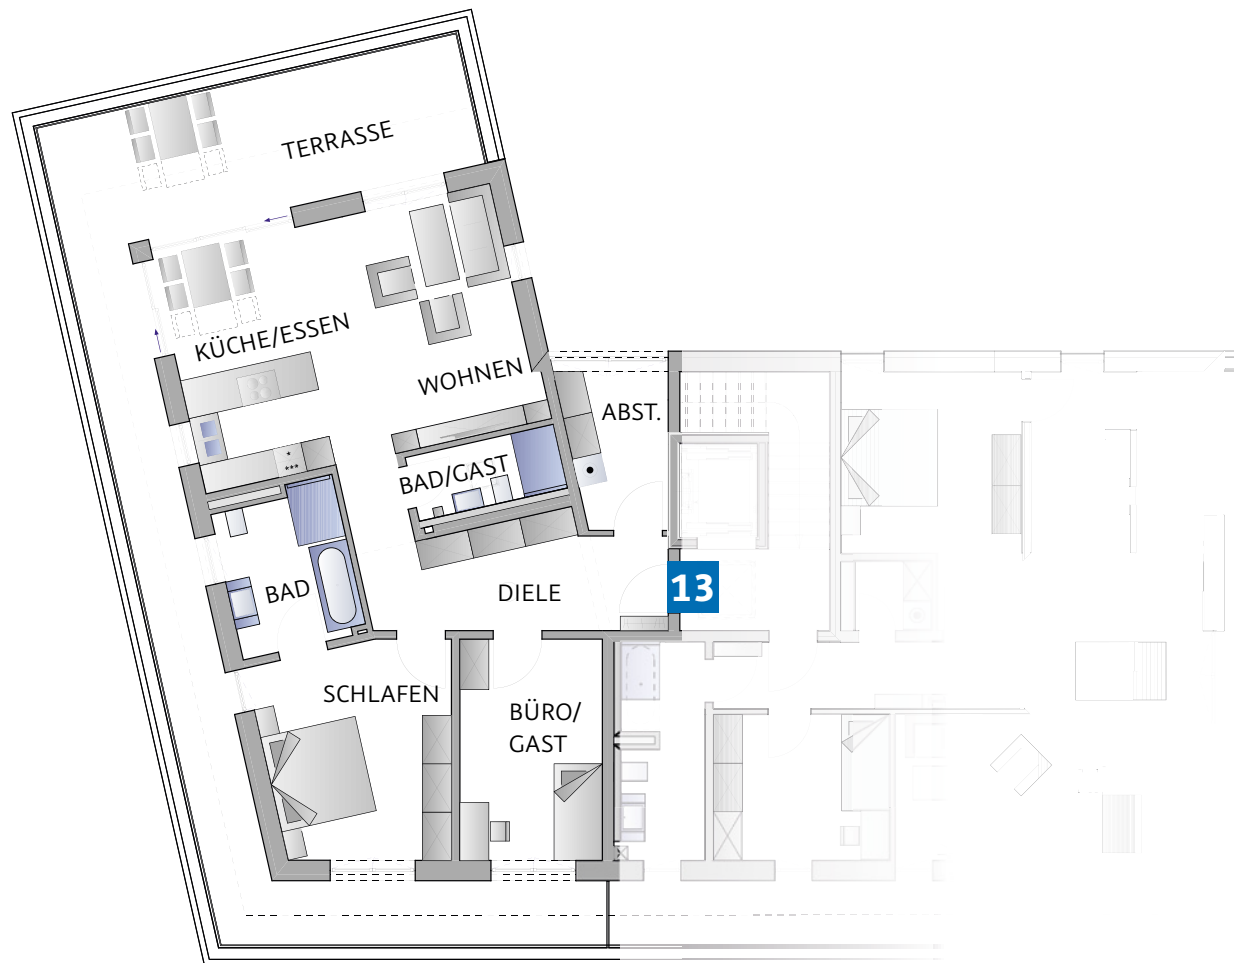 TERRASSE
KÜCHE/ESSEN
WOHNEN
ABST.
*
***
BAD/GAST
BAD
DIELE
13
SCHLAFEN
BÜRO/
GAST